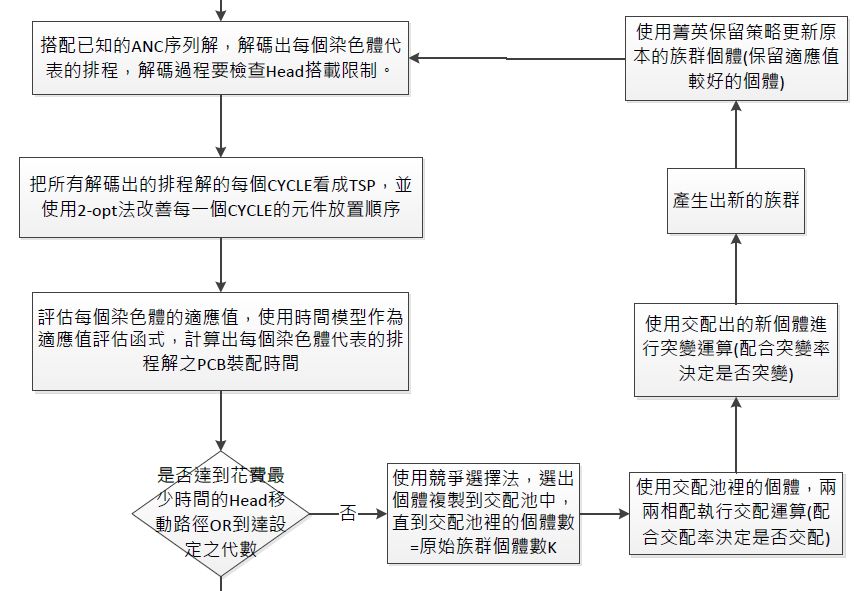 搭配已知的ANC序列解，解碼出每個染色體代
表的排程，解碼過程要檢查Head搭載限制。
把所有解碼出的排程解的每個CYCLE看成TSP，並
使用2-opt法改善每一個CYCLE的元件放置順序
評估每個染色體的適應值，使用時間模型作為
適應值評估函式，計算出每個染色體代表的排
程解之PCB裝配時間
是否達到花費最
少時間的Head移
動路徑OR到達設
定之代數
否
使用競爭選擇法，選出
個體複製到交配池中，
直到交配池裡的個體數
=原始族群個體數K
使用交配池裡的個體，兩
兩相配執行交配運算(配
合交配率決定是否交配)
使用交配出的新個體進
行突變運算(配合突變率
決定是否突變)
產生出新的族群
使用菁英保留策略更新原
本的族群個體(保留適應值
較好的個體)